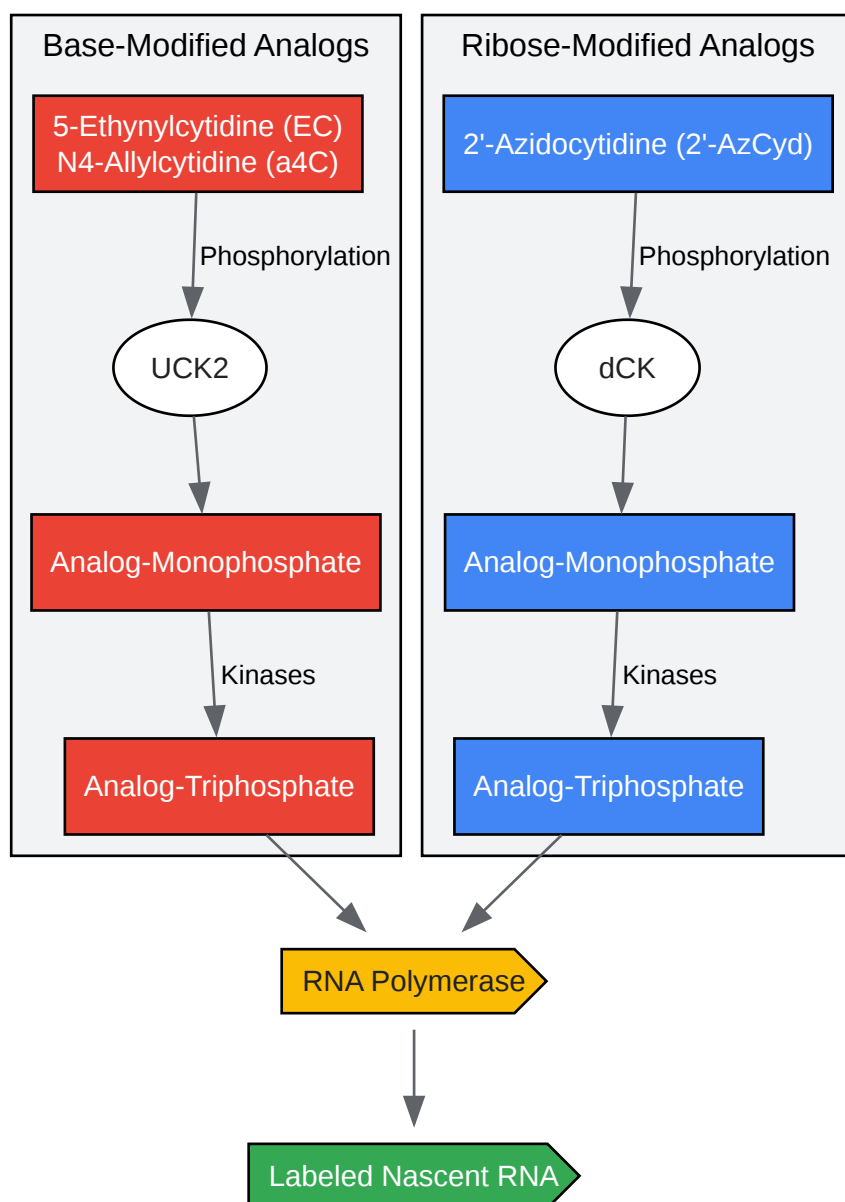 Base-Modified Analogs
5-Ethynylcytidine (EC)
N4-Allylcytidine (a4C)
Phosphorylation
UCK2
Analog-Monophosphate
Kinases
Analog-Triphosphate
Ribose-Modified Analogs
2'-Azidocytidine (2'-AzCyd)
Phosphorylation
dCK
Analog-Monophosphate
Kinases
Analog-Triphosphate
RNA Polymerase
Labeled Nascent RNA